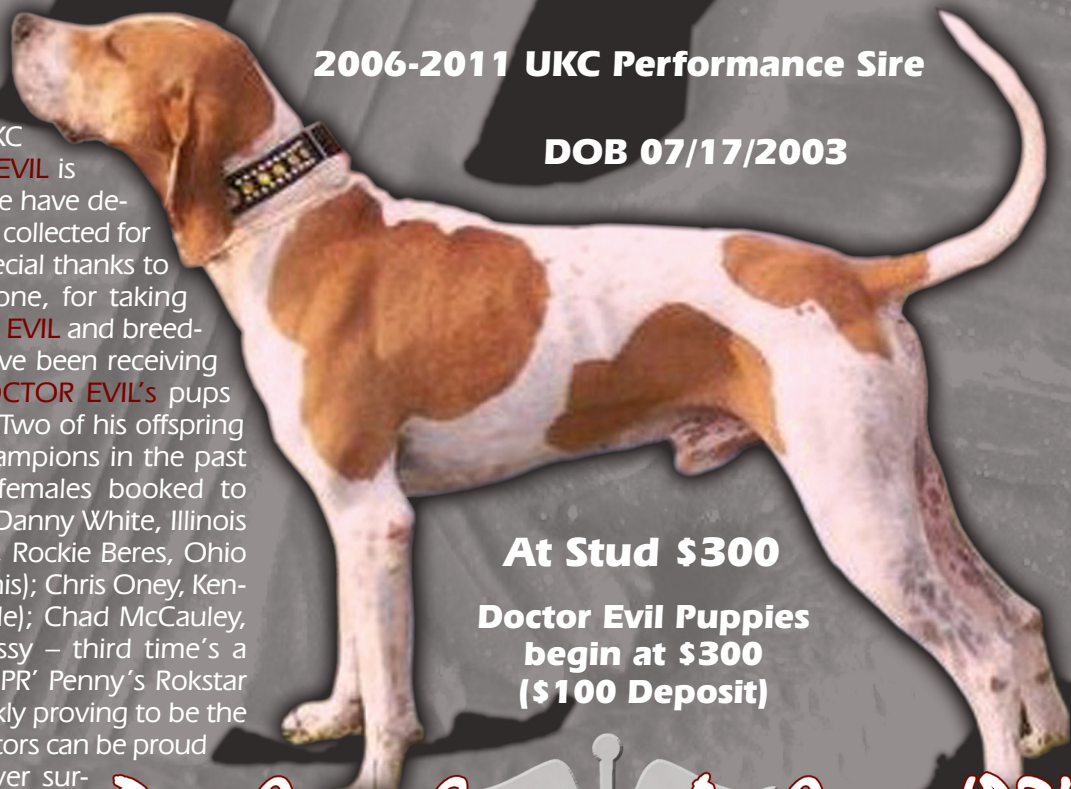 2006-2011 UKC Performance Sire
DOB 07/17/2003
EVIL is
e have de-
collected for
ecial thanks to
one, for taking
EVIL and breed-
ve been receiving
OCTOR EVIL's pups
Two of his offspring
ampions in the past
females booked to
Danny White, Illinois
Rockie Beres, Ohio
nis); Chris Oney, Ken-
le); Chad McCauley,
ssy – third time's a
PR' Penny's Rokstar
kly proving to be the
tors can be proud
ver sur-
At Stud $300
Doctor Evil Puppies
begin at $300
($100 Deposit)